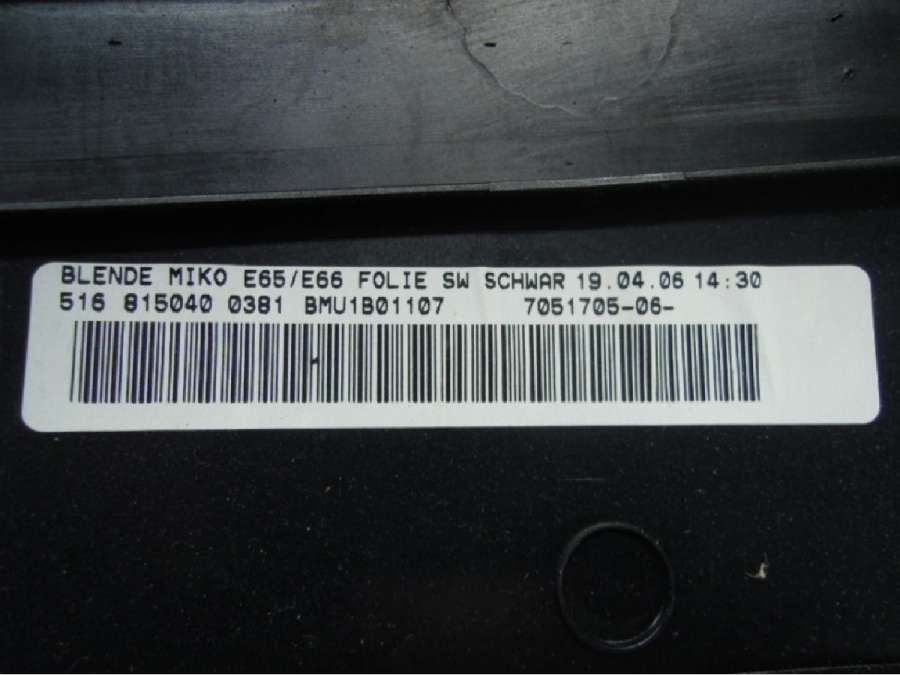 BLENDE MIKO E65/E66 FOLIE SW SCHWAR 19.04.06 14:30
516 815040 0381 BMU1B01107 7051705-06-